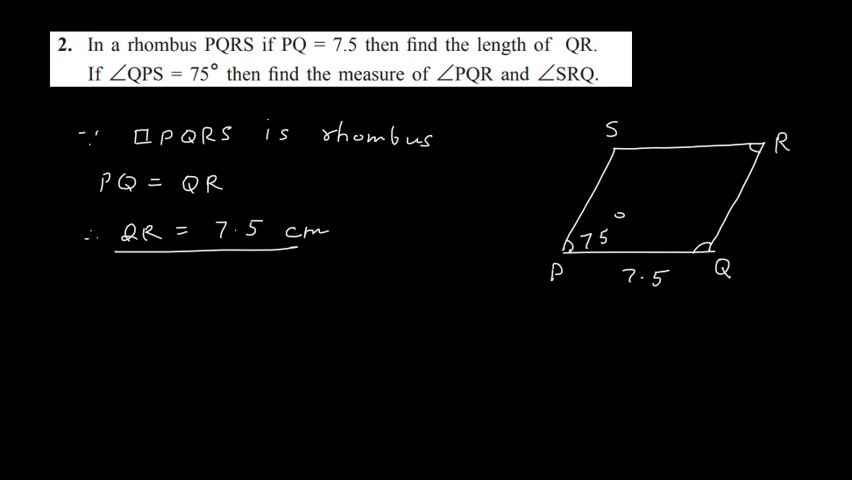 2. In a rhombus PQRS if PQ = 7.5 then find the length of QR.
If ∠QPS = 75° then find the measure of ∠PQR and ∠SRQ.
∵ □PQRS is rhombus
PQ = QR
∴ QR = 7.5 cm
S
R
75°
P
Q
7.5